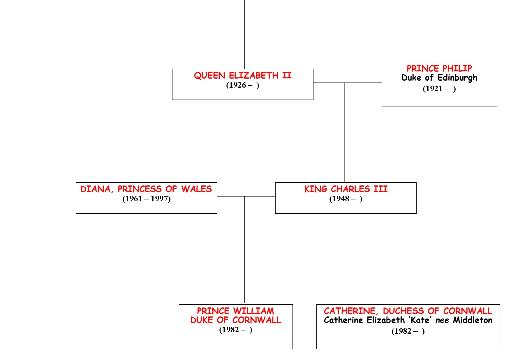 QUEEN ELIZABETH II
(1926 – )
PRINCE PHILIP
Duke of Edinburgh
(1921 – )
DIANA, PRINCESS OF WALES
(1961 – 1997)
KING CHARLES III
(1948 – )
PRINCE WILLIAM
DUKE OF CORNWALL
(1982 – )
CATHERINE, DUCHESS OF CORNWALL
Catherine Elizabeth 'Kate' nee Middleton
(1982 – )